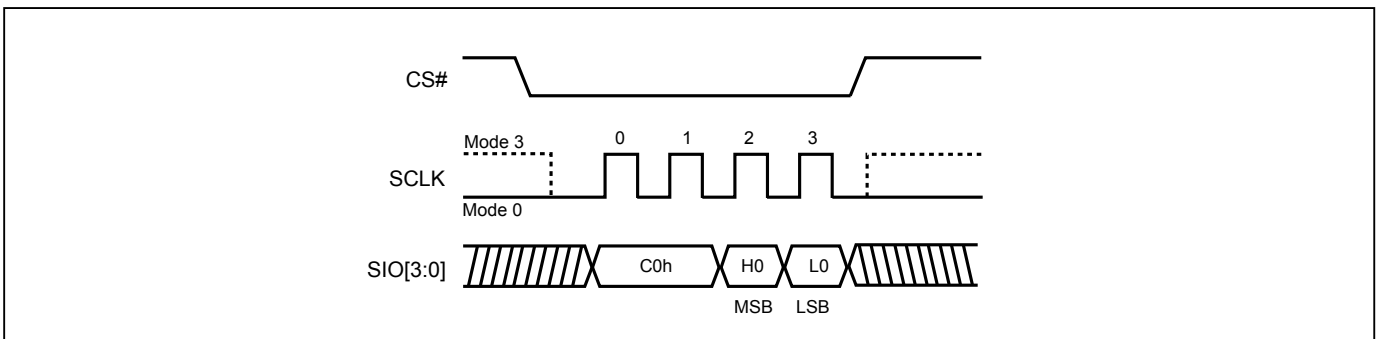 CS#
Mode 3 0 1 2 3
SCLK
Mode 0
SIO[3:0] C0h H0 L0
MSB LSB